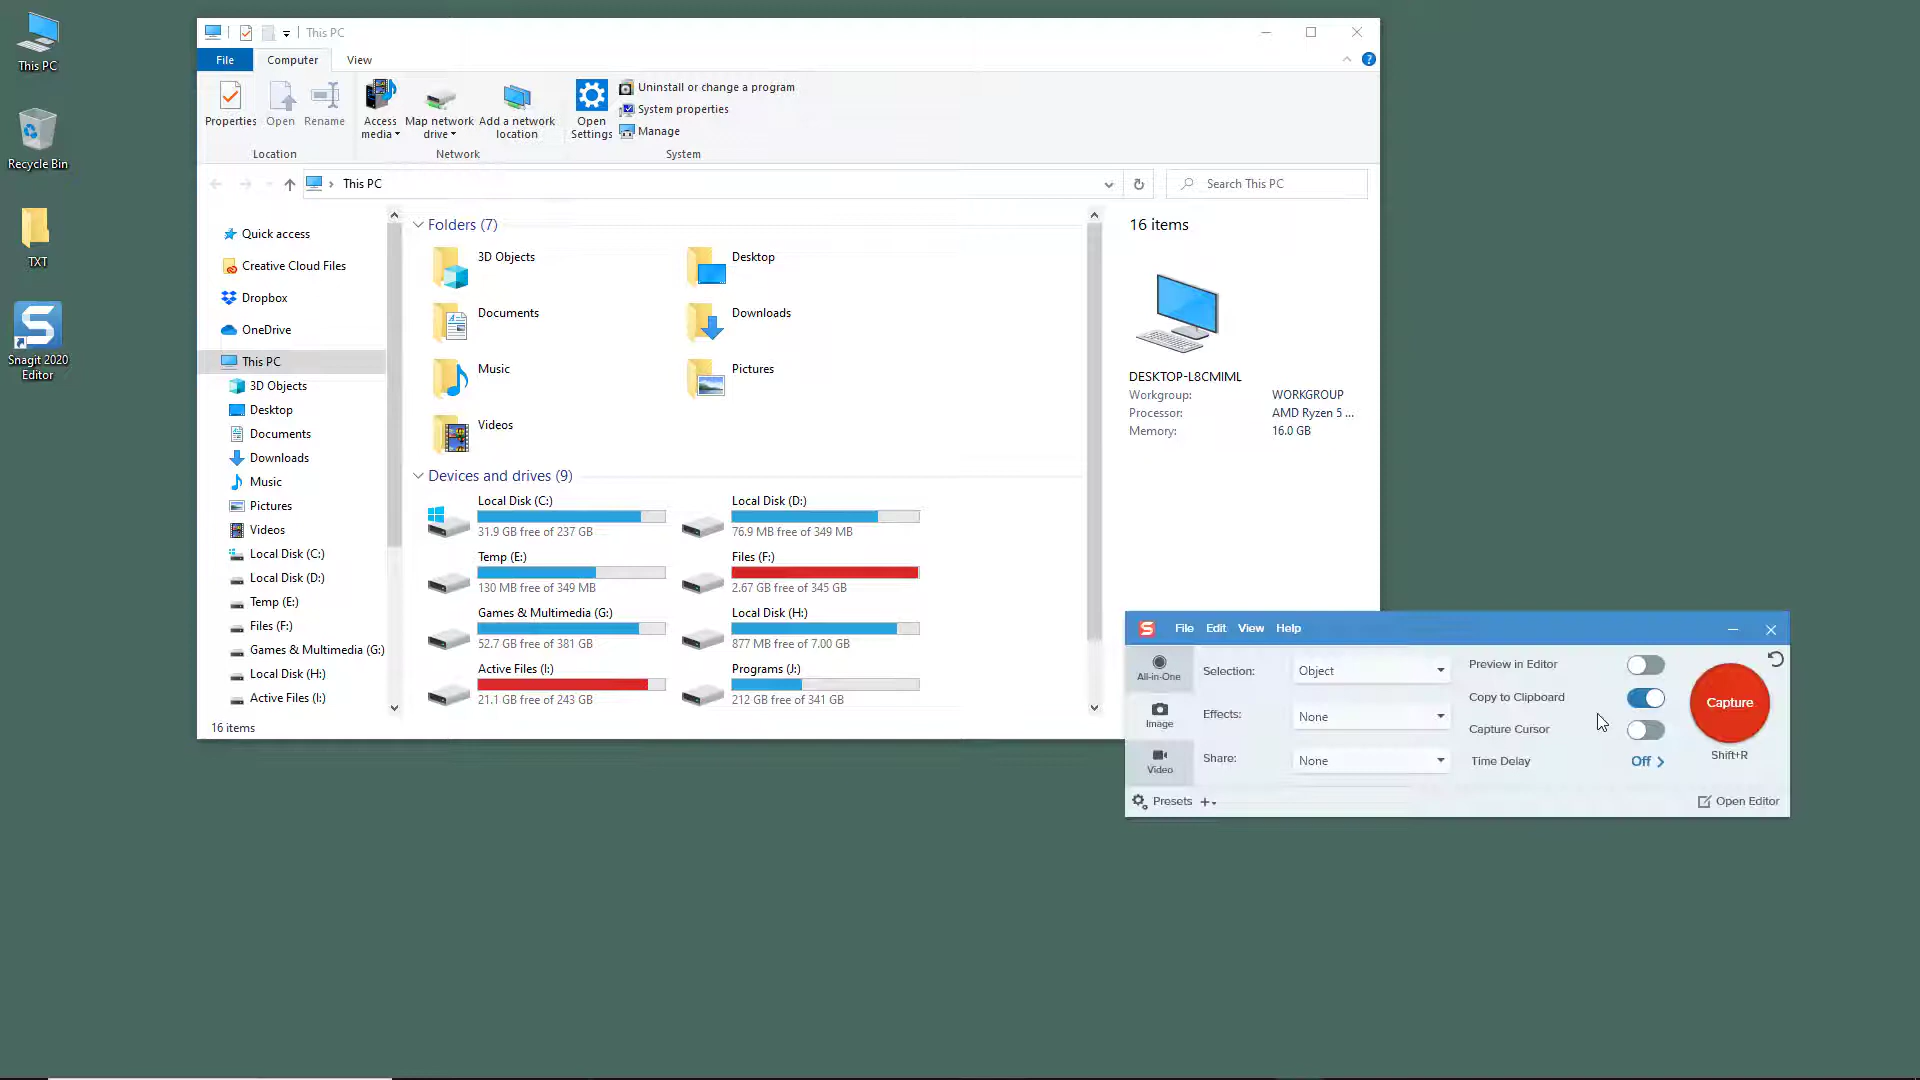 This PC
Recycle Bin
TXT
Snagit 2020
Editor
This PC
File
Computer
View
Properties
Open
Rename
Location
Access
media
Map network
drive
Add a network
location
Network
Open
Settings
Uninstall or change a program
System properties
Manage
System
This PC
Search This PC
Quick access
Creative Cloud Files
Dropbox
OneDrive
This PC
3D Objects
Desktop
Documents
Downloads
Music
Pictures
Videos
Local Disk (C:)
Local Disk (D:)
Temp (E:)
Files (F:)
Games & Multimedia (G:)
Local Disk (H:)
Active Files (I:)
16 items
Folders (7)
3D Objects
Desktop
Documents
Downloads
Music
Pictures
Videos
Devices and drives (9)
Local Disk (C:)
31.9 GB free of 237 GB
Local Disk (D:)
76.9 MB free of 349 MB
Temp (E:)
130 MB free of 349 MB
Files (F:)
2.67 GB free of 345 GB
Games & Multimedia (G:)
52.7 GB free of 381 GB
Local Disk (H:)
877 MB free of 7.00 GB
Active Files (I:)
21.1 GB free of 243 GB
Programs (J:)
212 GB free of 341 GB
16 items
DESKTOP-L8CMIML
Workgroup: WORKGROUP
Processor: AMD Ryzen 5 ...
Memory: 16.0 GB
File Edit View Help
All-in-One
Image
Video
Selection: Object
Effects: None
Share: None
Preview in Editor
Copy to Clipboard
Capture Cursor
Time Delay Off
Capture
Shift+R
Presets
Open Editor